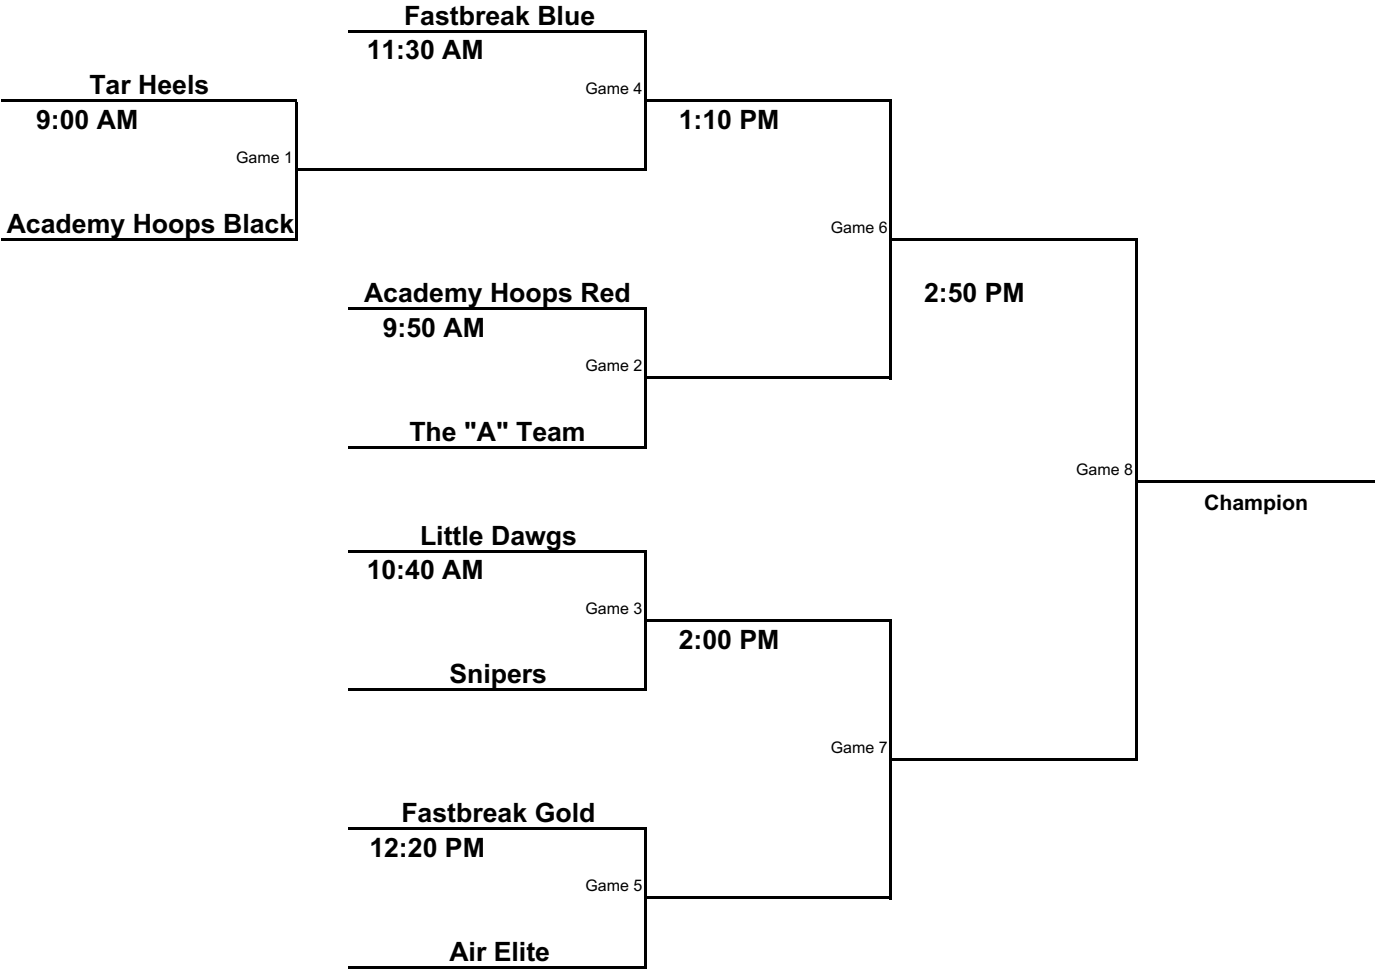 Fastbreak Blue
11:30 AM
Tar Heels
Game 4
9:00 AM
1:10 PM
Game 1
Academy Hoops Black
Game 6
Academy Hoops Red
2:50 PM
9:50 AM
Game 2
The "A" Team
Game 8
Champion
Little Dawgs
10:40 AM
Game 3
2:00 PM
Snipers
Game 7
Fastbreak Gold
12:20 PM
Game 5
Air Elite